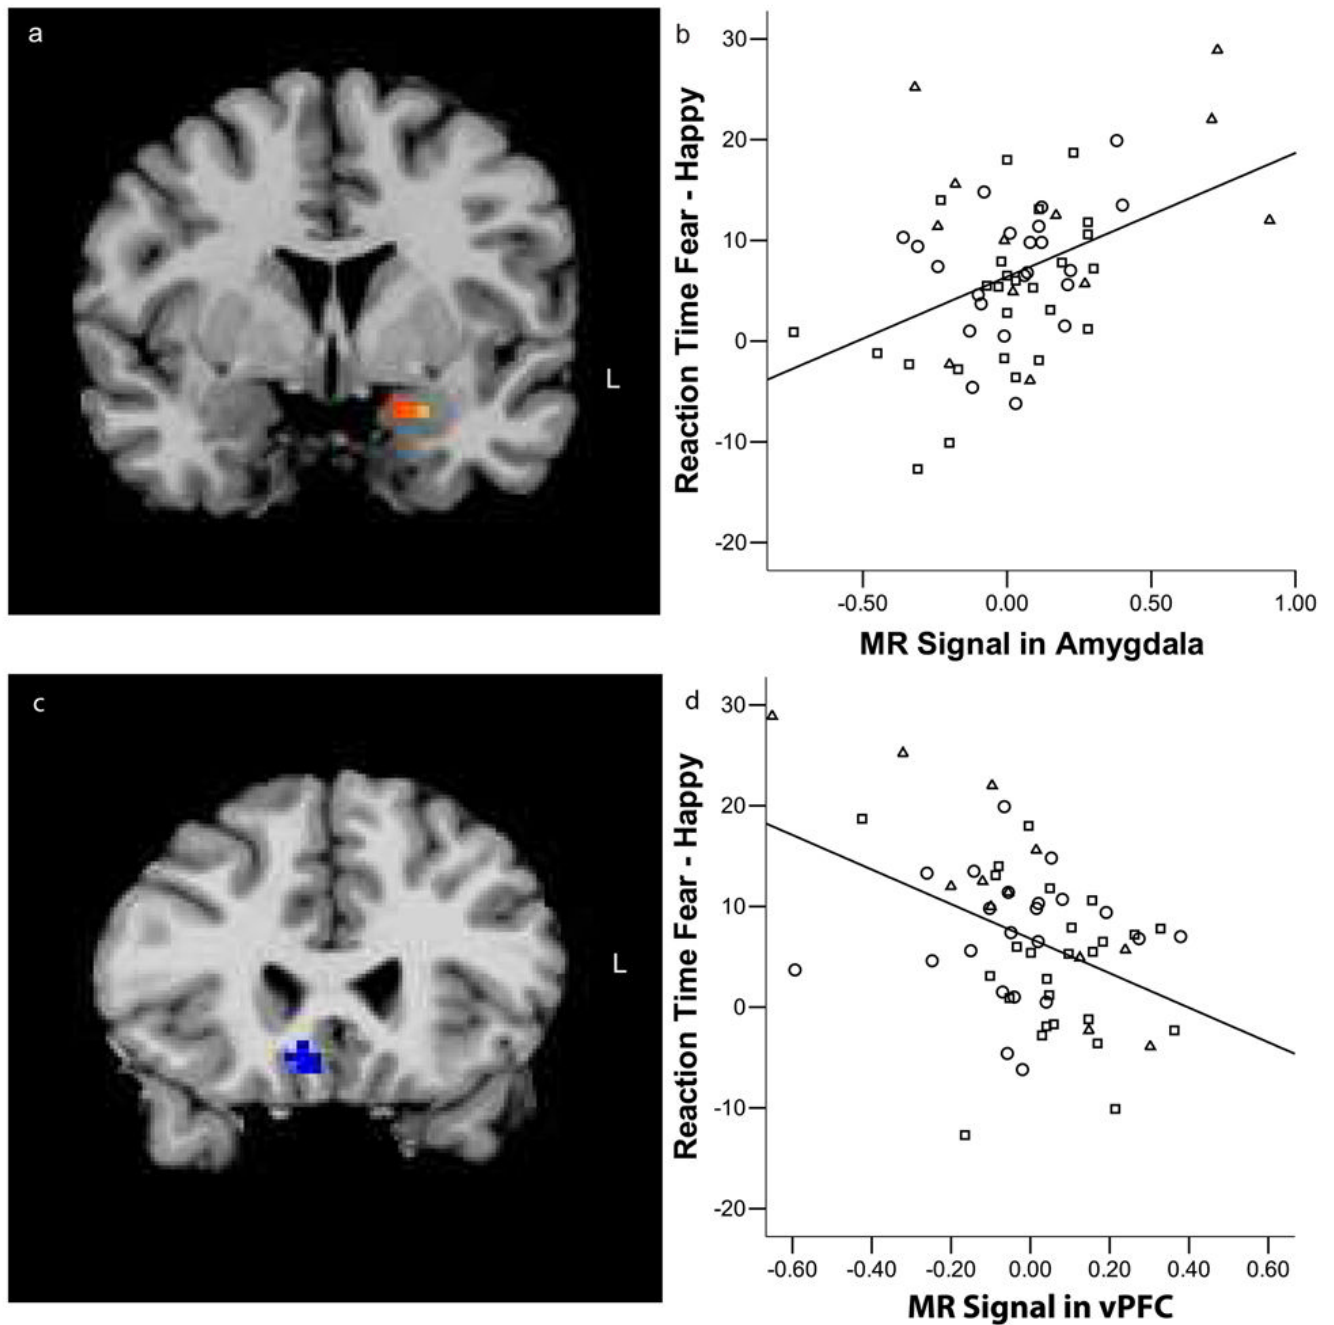 a
L
b
Reaction Time Fear - Happy
30
20
10
0
-10
-20
-0.50 0.00 0.50 1.00
MR Signal in Amygdala
c
L
d
Reaction Time Fear - Happy
30
20
10
0
-10
-20
-0.60 -0.40 -0.20 0.00 0.20 0.40 0.60
MR Signal in vPFC